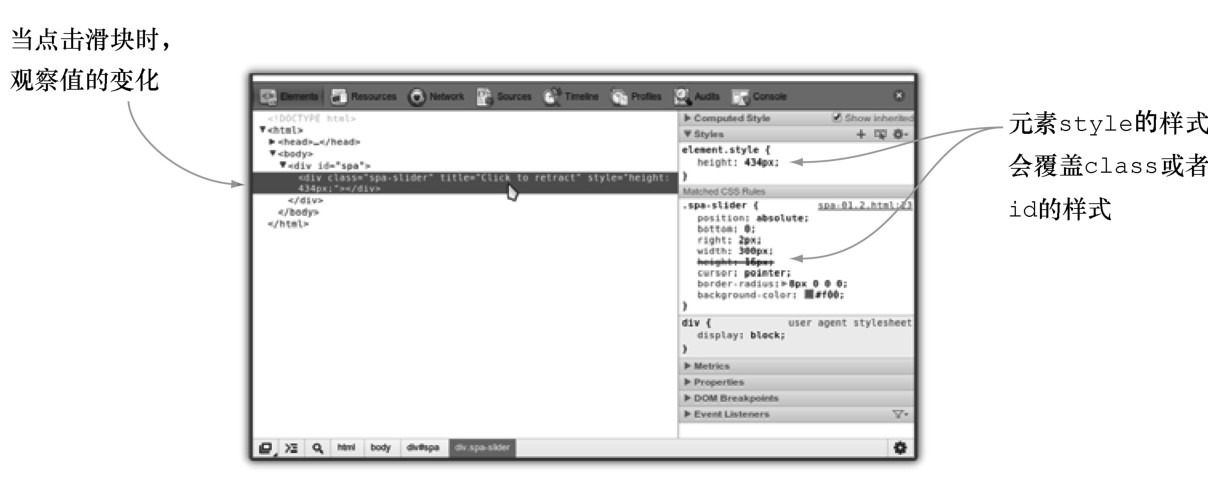 当点击滑块时，
观察值的变化
Elements Resources Network Sources Timeline Profiles Audits Console
<!DOCTYPE html>
▼<html>
▶<head>…</head>
▼<body>
▼<div id="spa">
<div class="spa-slider" title="Click to retract" style="height:
434px;"></div>
</div>
</body>
</html>
▶ Computed Style Show inherited
▼ Styles
element.style {
height: 434px;
}
Matched CSS Rules
.spa-slider { spa-01.2.html:23
position: absolute;
bottom: 0;
right: 2px;
width: 300px;
height: 16px;
cursor: pointer;
border-radius:▶8px 0 0 0;
background-color: #f00;
}
div { user agent stylesheet
display: block;
}
▶ Metrics
▶ Properties
▶ DOM Breakpoints
▶ Event Listeners
html body div#spa div.spa-slider
元素style的样式
会覆盖class或者
id的样式